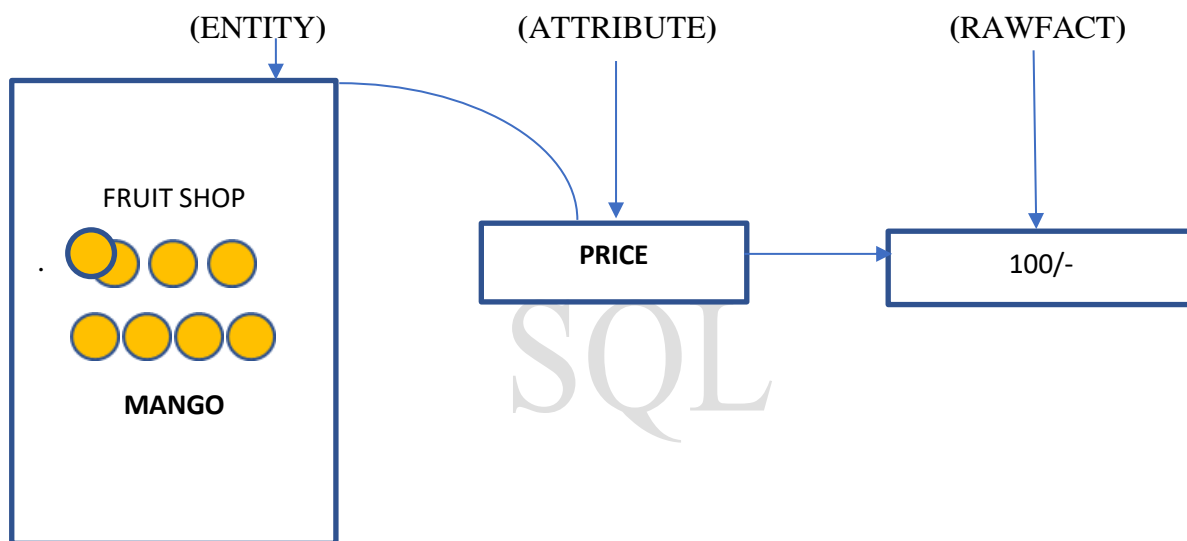 (ENTITY) (ATTRIBUTE) (RAWFACT)
FRUIT SHOP
.
MANGO
PRICE
100/-
SQL